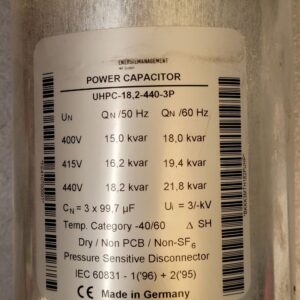 ENERGIEMANAGEMENT
POWER CAPACITOR
UHPC-18,2-440-3P
UN QN/50 Hz QN/60 Hz
400V 15,0 kvar 18,0 kvar
415V 16,2 kvar 19,4 kvar
440V 18,2 kvar 21,8 kvar
CN = 3 x 99,7 µF Ui = 3/-kV
Temp. Category -40/60 Δ SH
Dry / Non PCB / Non-SF6
Pressure Sensitive Disconnector
IEC 60831 - 1('96) + 2('95)
CE Made in Germany